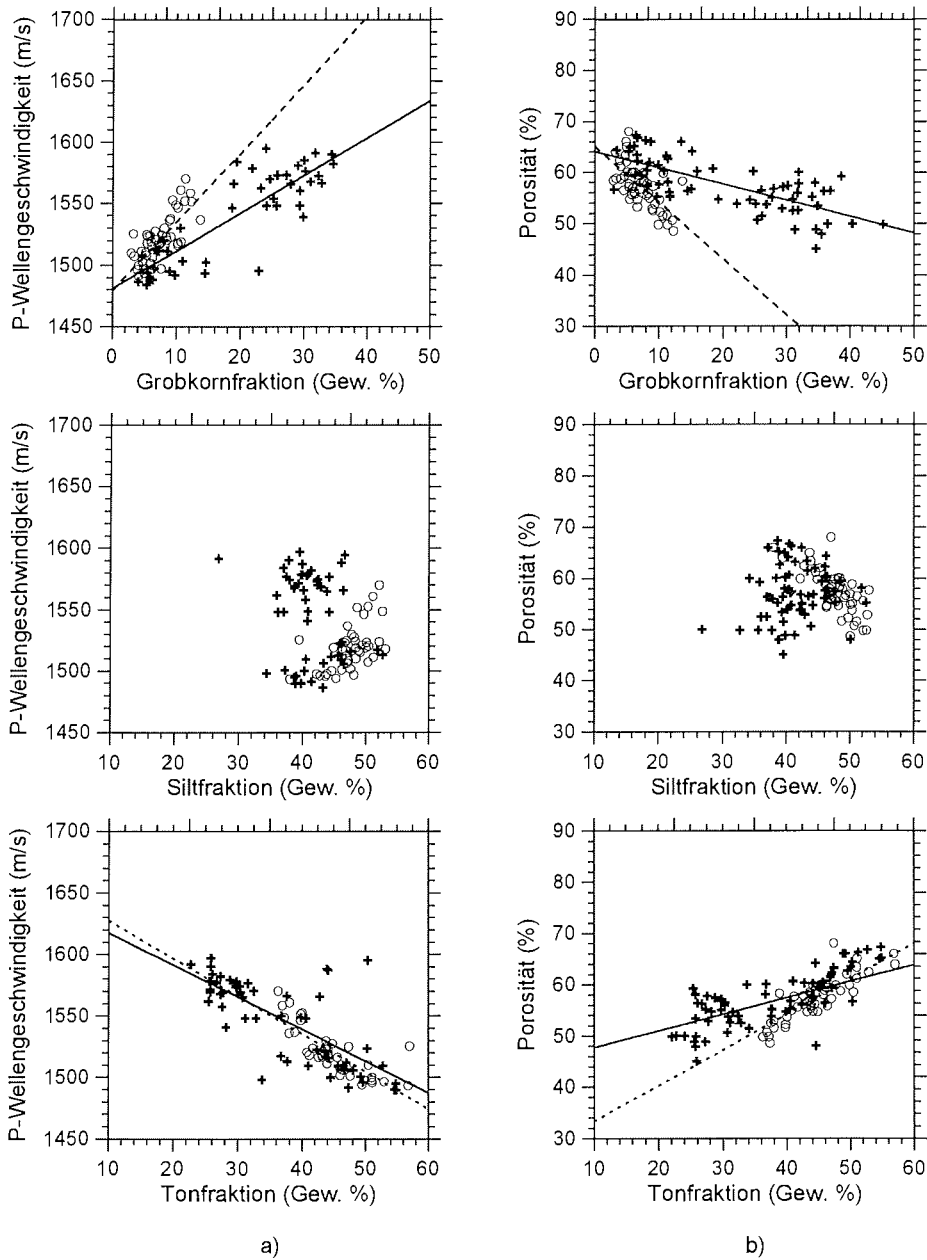 P-Wellengeschwindigkeit (m/s)
1700
1650
1600
1550
1500
1450
0 10 20 30 40 50
Grobkornfraktion (Gew. %)
Porosität (%)
90
80
70
60
50
40
30
0 10 20 30 40 50
Grobkornfraktion (Gew. %)
P-Wellengeschwindigkeit (m/s)
1700
1650
1600
1550
1500
1450
10 20 30 40 50 60
Siltfraktion (Gew. %)
Porosität (%)
90
80
70
60
50
40
30
10 20 30 40 50 60
Siltfraktion (Gew. %)
P-Wellengeschwindigkeit (m/s)
1700
1650
1600
1550
1500
1450
10 20 30 40 50 60
Tonfraktion (Gew. %)
Porosität (%)
90
80
70
60
50
40
30
10 20 30 40 50 60
Tonfraktion (Gew. %)
a)
b)